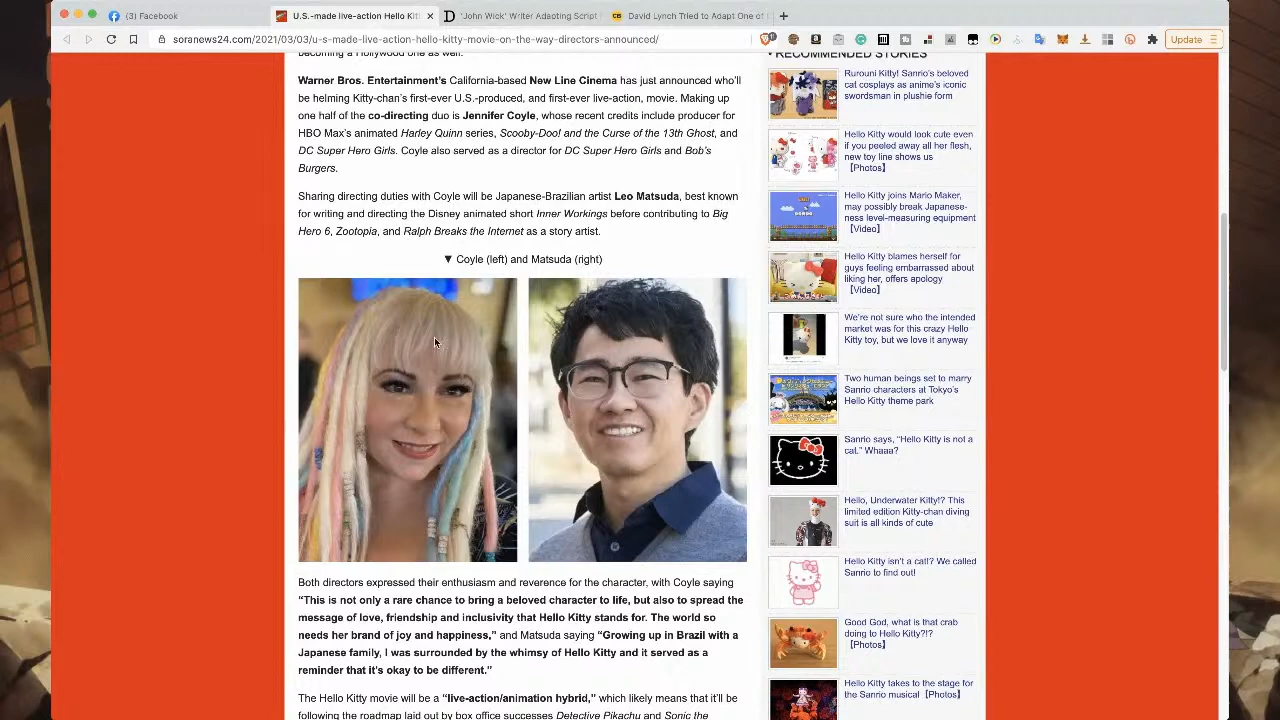 (3) Facebook
U.S.-made live-action Hello Kit
'John Wick' Writer Adapting Script
David Lynch Tried to Adapt One of
soranews24.com/2021/03/03/u-s-made-live-action-hello-kitty-movie-on-the-way-directors-announced/
Update
becoming a Hollywood one as well.
Warner Bros. Entertainment's California-based New Line Cinema has just announced who'll
be helming Kitty-chan's first-ever U.S.-produced, and first-ever live-action, movie. Making up
one half of the co-directing duo is Jennifer Coyle, whose recent credits include producer for
HBO Max's animated Harley Quinn series, Scooby-Doo! and the Curse of the 13th Ghost, and
DC Super Hero Girls. Coyle also served as a director for DC Super Hero Girls and Bob's
Burgers.
Sharing directing duties with Coyle will be Japanese-Brazilian artist Leo Matsuda, best known
for writing and directing the Disney animated short Inner Workings before contributing to Big
Hero 6, Zootopia, and Ralph Breaks the Internet as a story artist.
▼ Coyle (left) and Matsuda (right)
Both directors expressed their enthusiasm and reverence for the character, with Coyle saying
“This is not only a rare chance to bring a beloved character to life, but also to spread the
message of love, friendship and inclusivity that Hello Kitty stands for. The world so
needs her brand of joy and happiness,” and Matsuda saying “Growing up in Brazil with a
Japanese family, I was surrounded by the whimsy of Hello Kitty and it served as a
reminder that it's okay to be different.”
The Hello Kitty movie will be a “live-action/animation hybrid,” which likely means that it'll be
following the roadmap laid out by box office successes Detective Pikachu and Sonic the
• RECOMMENDED STORIES
Rurouni Kitty! Sanrio's beloved
cat cosplays as anime's iconic
swordsman in plushie form
Hello Kitty would look cute even
if you peeled away all her flesh,
new toy line shows us
【Photos】
Hello Kitty joins Mario Maker,
may possibly break Japanese-
ness level-measuring equipment
【Video】
Hello Kitty blames herself for
guys feeling embarrassed about
liking her, offers apology
【Video】
We're not sure who the intended
market was for this crazy Hello
Kitty toy, but we love it anyway
Two human beings set to marry
Sanrio characters at Tokyo's
Hello Kitty theme park
Sanrio says, “Hello Kitty is not a
cat.” Whaaa?
Hello, Underwater Kitty!? This
limited edition Kitty-chan diving
suit is all kinds of cute
Hello Kitty isn't a cat!? We called
Sanrio to find out!
Good God, what is that crab
doing to Hello Kitty?!?
【Photo】
Hello Kitty takes to the stage for
the Sanrio musical【Photos】